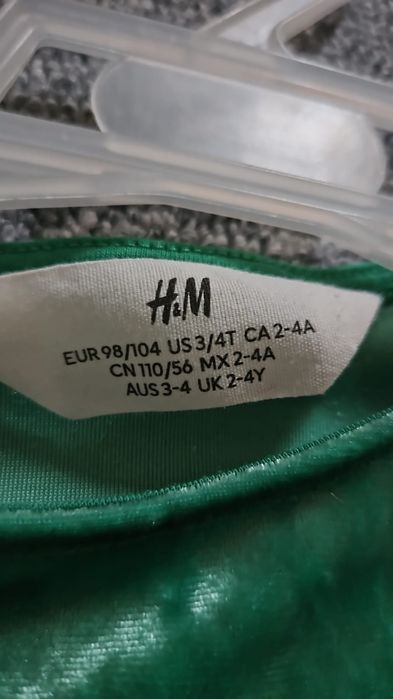 H&M
EUR 98/104 US 3/4T CA 2-4A
CN 110/56 MX 2-4A
AUS 3-4 UK 2-4Y